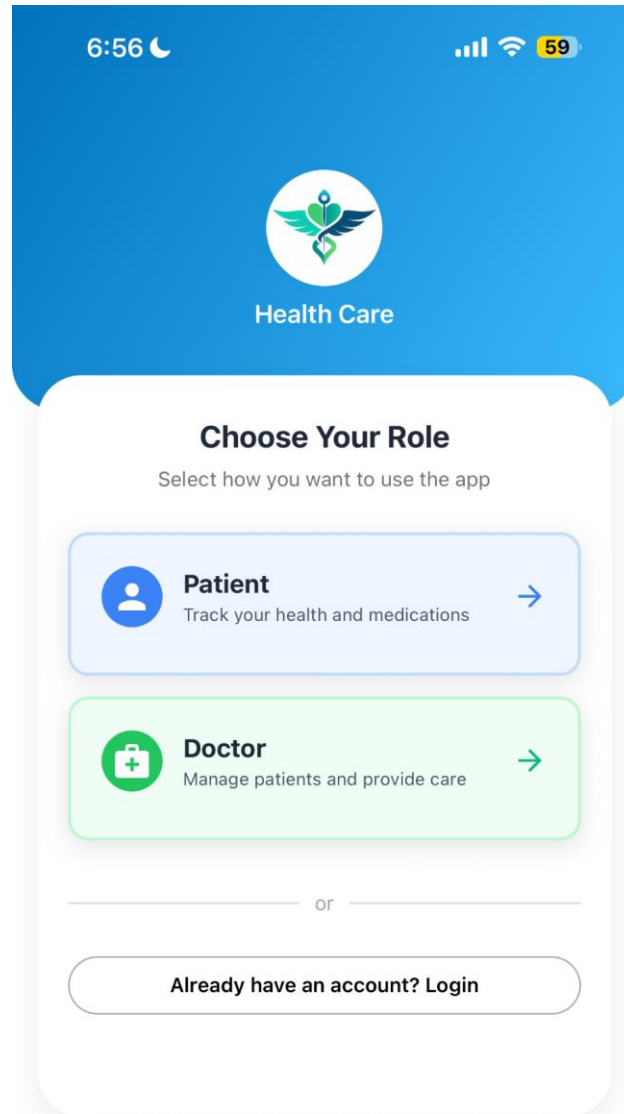 6:56
59
Health Care
Choose Your Role
Select how you want to use the app
Patient
Track your health and medications
Doctor
Manage patients and provide care
or
Already have an account? Login